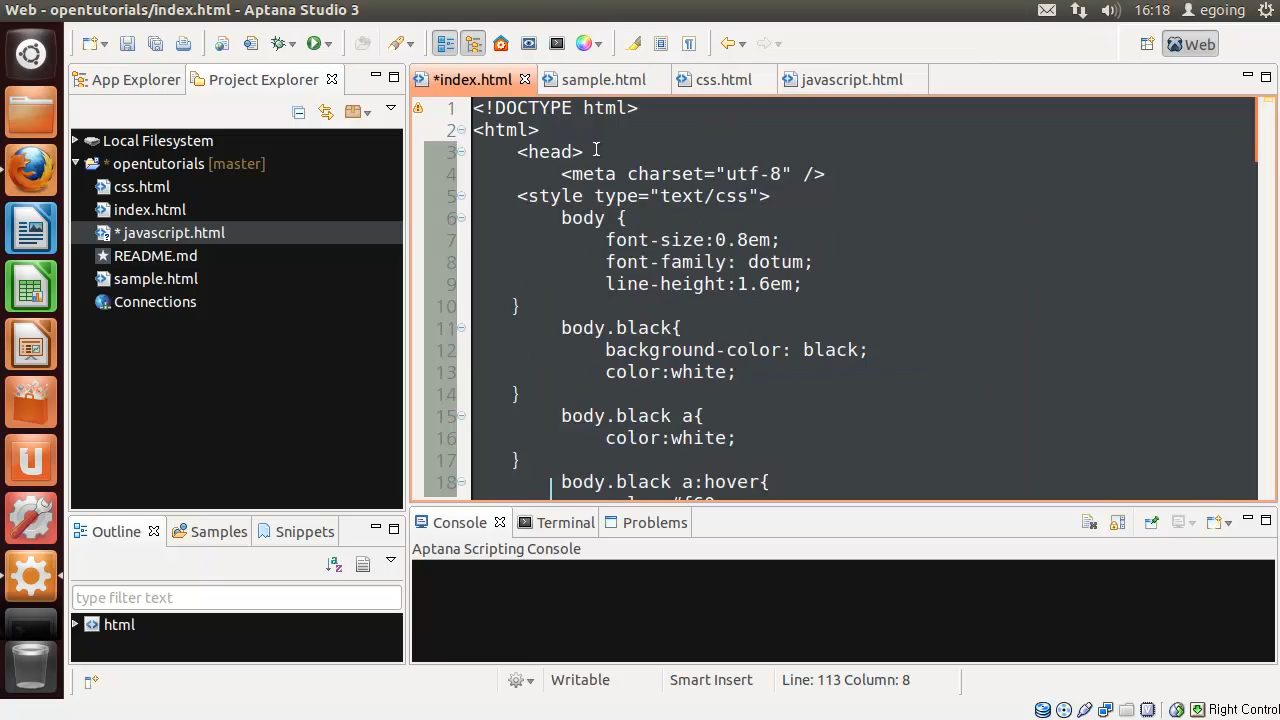 Web - opentutorials/index.html - Aptana Studio 3
16:18
egoing
Web
App Explorer
Project Explorer
*index.html
sample.html
css.html
javascript.html
Local Filesystem
* opentutorials [master]
css.html
index.html
* javascript.html
README.md
sample.html
Connections
1 <!DOCTYPE html>
2 <html>
3 <head>
4 <meta charset="utf-8" />
5 <style type="text/css">
6 body {
7 font-size:0.8em;
8 font-family: dotum;
9 line-height:1.6em;
10 }
11 body.black{
12 background-color: black;
13 color:white;
14 }
15 body.black a{
16 color:white;
17 }
18 body.black a:hover{
Outline
Samples
Snippets
type filter text
html
Console
Terminal
Problems
Aptana Scripting Console
Writable
Smart Insert
Line: 113 Column: 8
Right Control